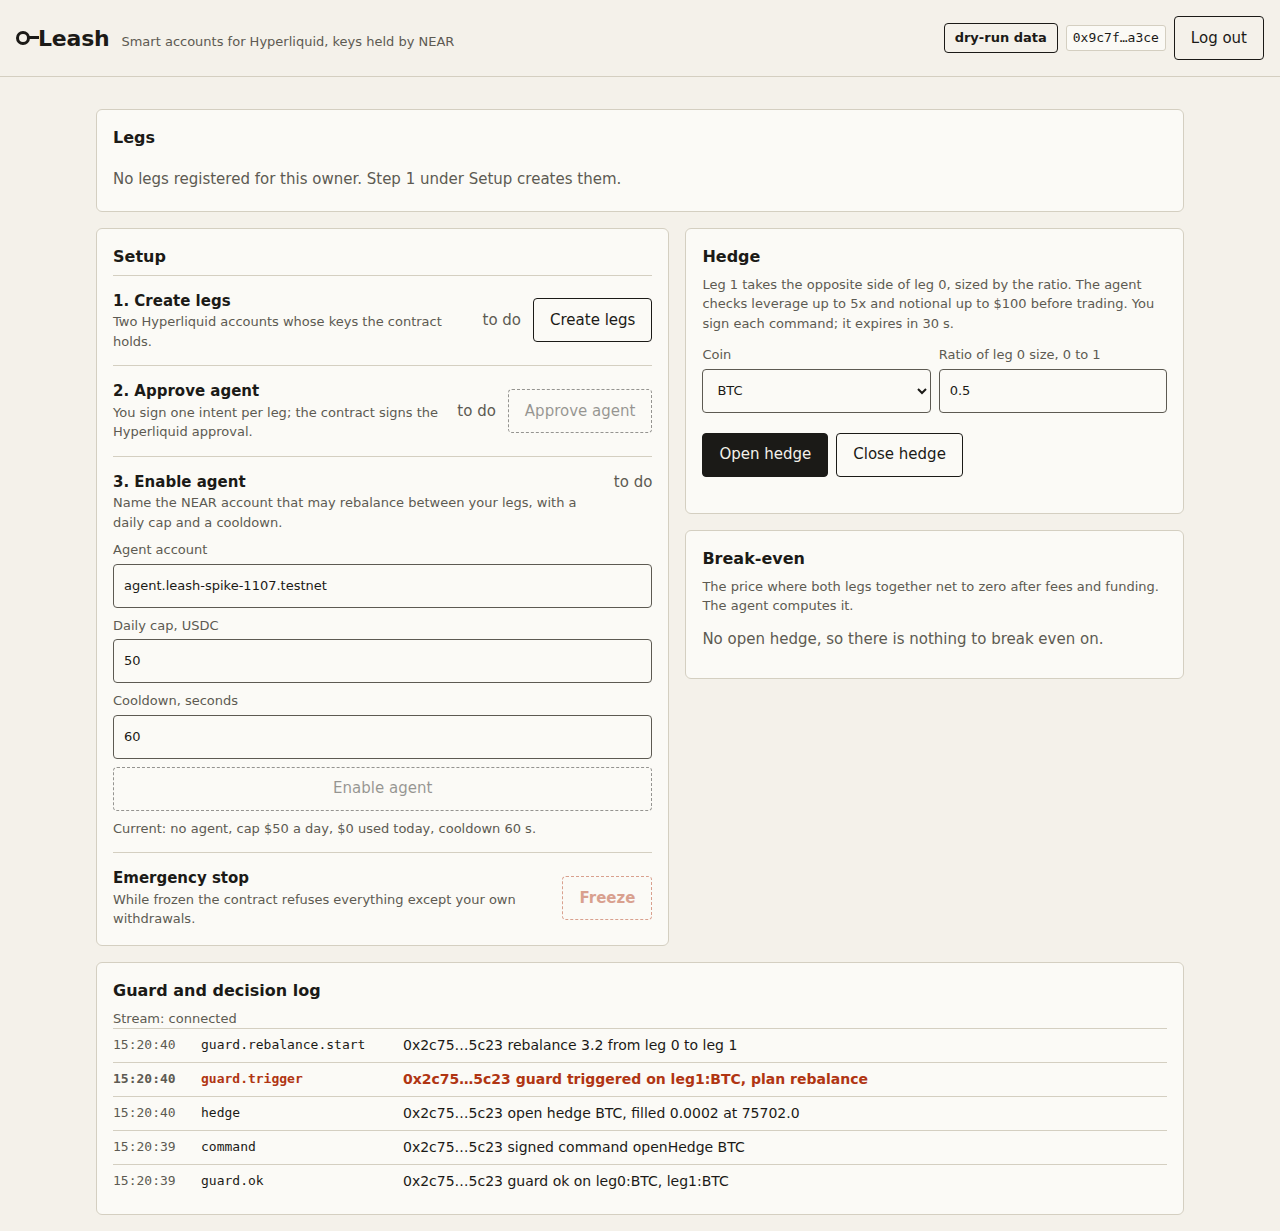 Leash
Smart accounts for Hyperliquid, keys held by NEAR
dry-run data
0x9c7f…a3ce
Log out
Legs
No legs registered for this owner. Step 1 under Setup creates them.
Setup
1. Create legs
Two Hyperliquid accounts whose keys the contract
holds.
to do
Create legs
2. Approve agent
You sign one intent per leg; the contract signs the
Hyperliquid approval.
to do
Approve agent
3. Enable agent
to do
Name the NEAR account that may rebalance between your legs, with a
daily cap and a cooldown.
Agent account
agent.leash-spike-1107.testnet
Daily cap, USDC
50
Cooldown, seconds
60
Enable agent
Current: no agent, cap $50 a day, $0 used today, cooldown 60 s.
Emergency stop
While frozen the contract refuses everything except your own
withdrawals.
Freeze
Hedge
Leg 1 takes the opposite side of leg 0, sized by the ratio. The agent
checks leverage up to 5x and notional up to $100 before trading. You
sign each command; it expires in 30 s.
Coin
Ratio of leg 0 size, 0 to 1
BTC
0.5
Open hedge
Close hedge
Break-even
The price where both legs together net to zero after fees and funding.
The agent computes it.
No open hedge, so there is nothing to break even on.
Guard and decision log
Stream: connected
15:20:40 guard.rebalance.start 0x2c75…5c23 rebalance 3.2 from leg 0 to leg 1
15:20:40 guard.trigger 0x2c75…5c23 guard triggered on leg1:BTC, plan rebalance
15:20:40 hedge 0x2c75…5c23 open hedge BTC, filled 0.0002 at 75702.0
15:20:39 command 0x2c75…5c23 signed command openHedge BTC
15:20:39 guard.ok 0x2c75…5c23 guard ok on leg0:BTC, leg1:BTC